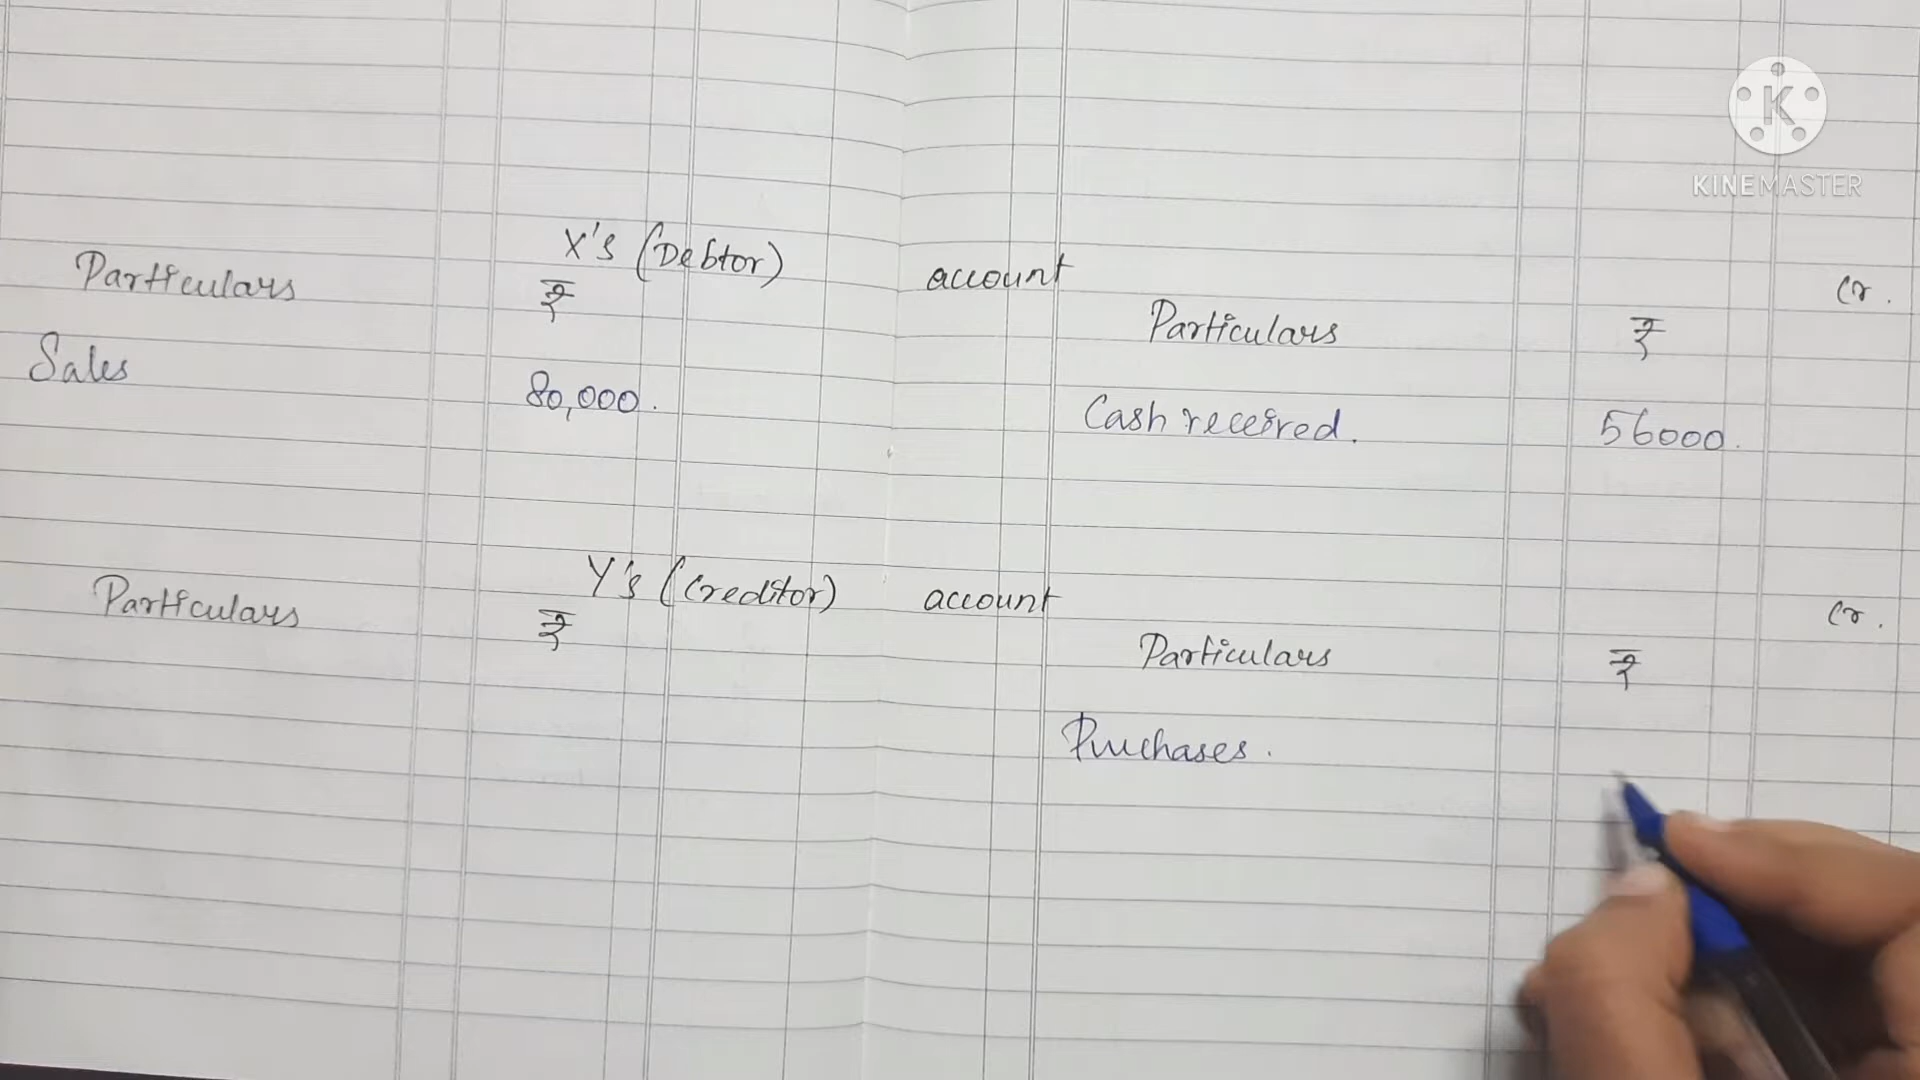 KINEMASTER
X's (Debtor) account Cr.
Particulars ₹ Particulars ₹
Sales 80,000. Cash received. 56000.
Y's (Creditor) account Cr.
Particulars ₹ Particulars ₹
Purchases.